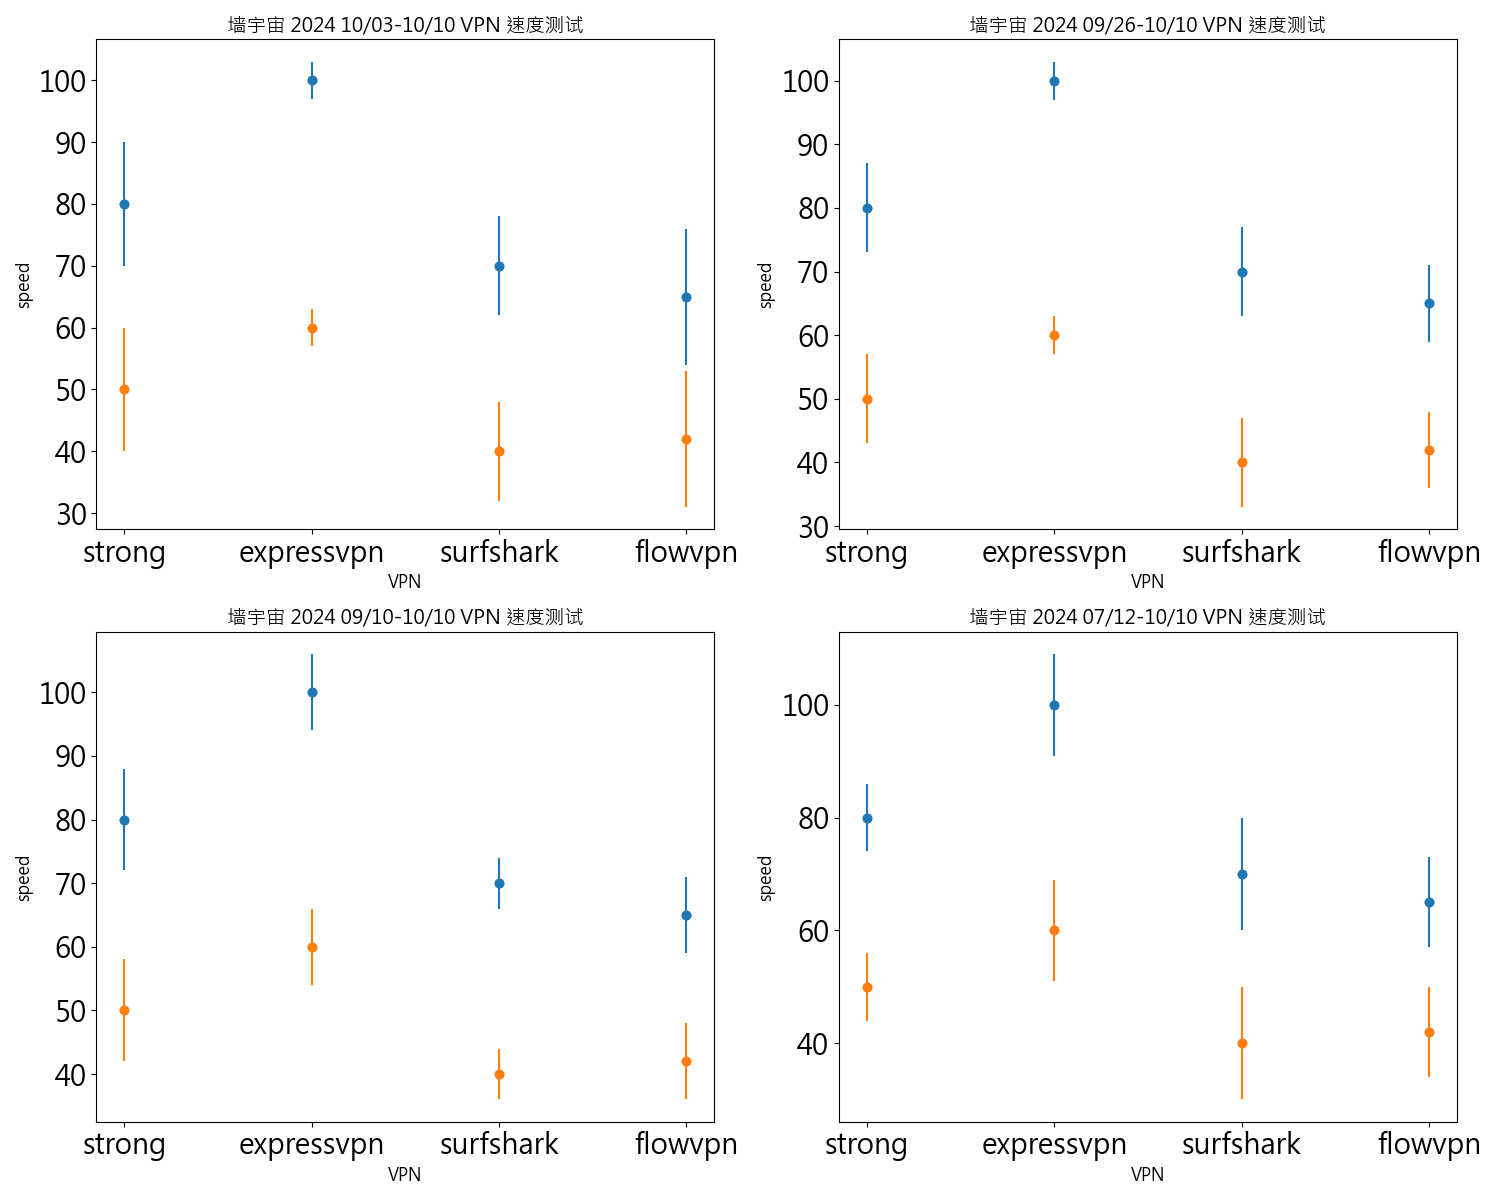 墙宇宙 2024 10/03-10/10 VPN 速度测试
100
90
80
70
60
50
40
30
speed
strong expressvpn surfshark flowvpn
VPN
墙宇宙 2024 09/26-10/10 VPN 速度测试
100
90
80
70
60
50
40
30
speed
strong expressvpn surfshark flowvpn
VPN
墙宇宙 2024 09/10-10/10 VPN 速度测试
100
90
80
70
60
50
40
speed
strong expressvpn surfshark flowvpn
VPN
墙宇宙 2024 07/12-10/10 VPN 速度测试
100
80
60
40
speed
strong expressvpn surfshark flowvpn
VPN